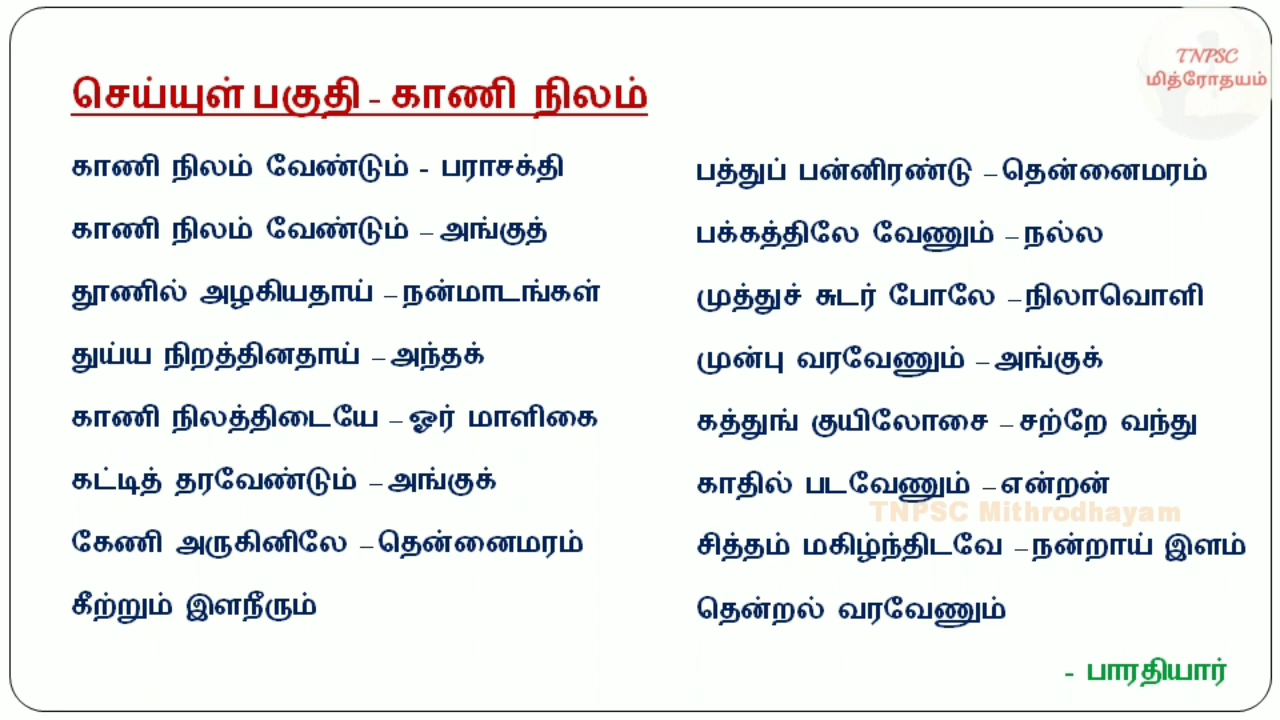 TNPSC
மித்ரோதயம்
செய்யுள் பகுதி - காணி நிலம்
காணி நிலம் வேண்டும் - பராசக்தி
காணி நிலம் வேண்டும் – அங்குத்
தூணில் அழகியதாய் – நன்மாடங்கள்
துய்ய நிறத்தினதாய் – அந்தக்
காணி நிலத்திடையே – ஓர் மாளிகை
கட்டித் தரவேண்டும் – அங்குக்
கேணி அருகினிலே – தென்னைமரம்
கீற்றும் இளநீரும்
பத்துப் பன்னிரண்டு – தென்னைமரம்
பக்கத்திலே வேணும் – நல்ல
முத்துச் சுடர் போலே – நிலாவொளி
முன்பு வரவேணும் – அங்குக்
கத்துங் குயிலோசை – சற்றே வந்து
காதில் படவேணும் – என்றன்
TNPSC Mithrodhayam
சித்தம் மகிழ்ந்திடவே – நன்றாய் இளம்
தென்றல் வரவேணும்
- பாரதியார்